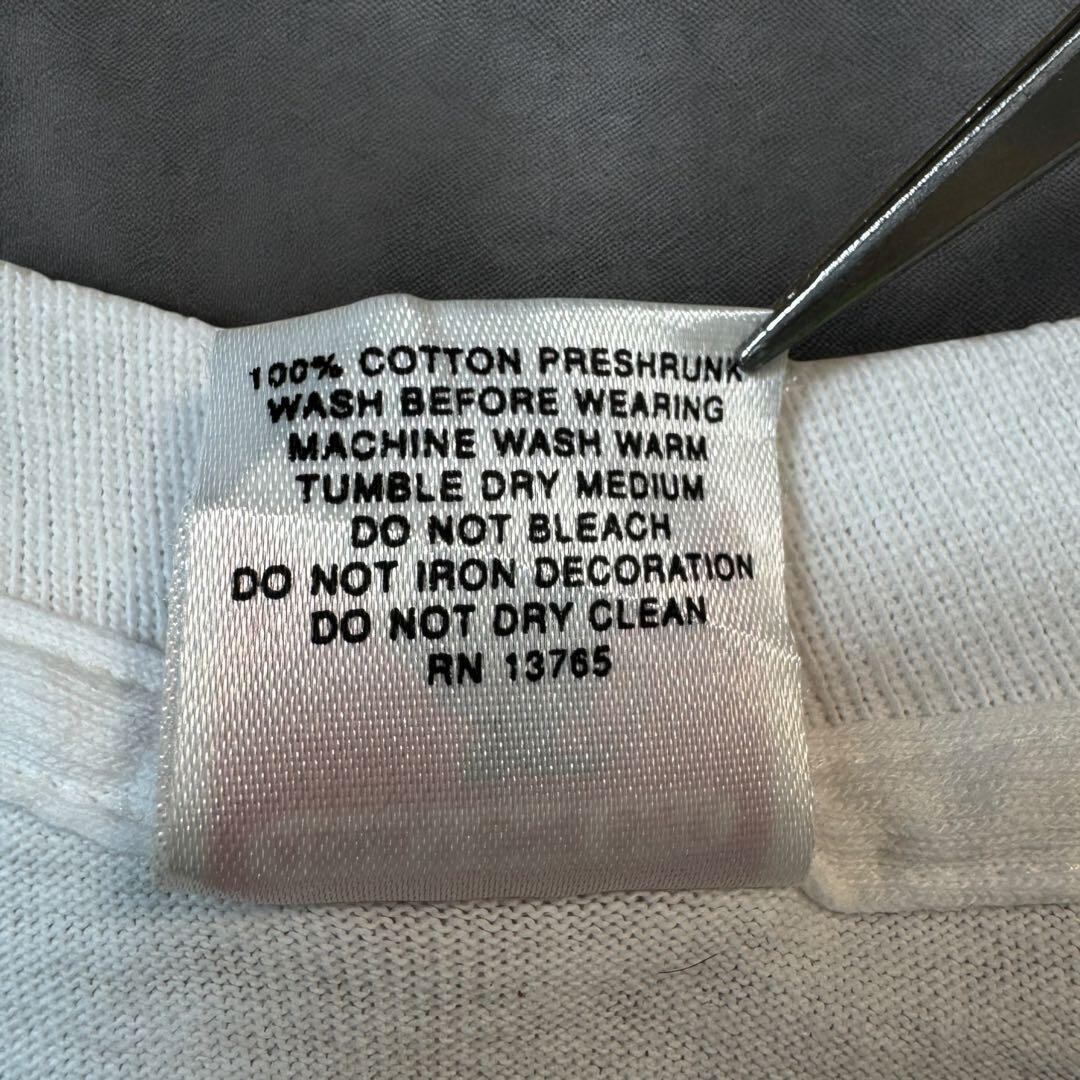 100% COTTON PRESHRUNK
WASH BEFORE WEARING
MACHINE WASH WARM
TUMBLE DRY MEDIUM
DO NOT BLEACH
DO NOT IRON DECORATION
DO NOT DRY CLEAN
RN 13765